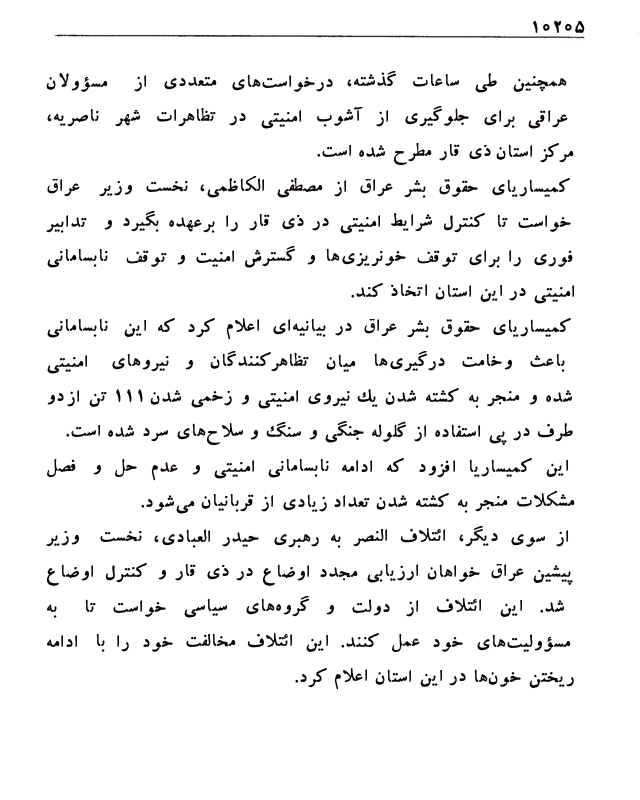 ۱۰۲۰۵
همچنین طی ساعات گذشته، درخواست‌های متعددی از مسؤولان
عراقی برای جلوگیری از آشوب امنیتی در تظاهرات شهر ناصریه،
مرکز استان ذی قار مطرح شده است.
کمیساریای حقوق بشر عراق از مصطفی الکاظمی، نخست وزیر عراق
خواست تا کنترل شرایط امنیتی در ذی قار را برعهده بگیرد و تدابیر
فوری را برای توقف خونریزی‌ها و گسترش امنیت و توقف نابسامانی
امنیتی در این استان اتخاذ کند.
کمیساریای حقوق بشر عراق در بیانیه‌ای اعلام کرد که این نابسامانی
باعث وخامت درگیری‌ها میان تظاهرکنندگان و نیروهای امنیتی
شده و منجر به کشته شدن یك نیروی امنیتی و زخمی شدن ۱۱۱ تن از دو
طرف در پی استفاده از گلوله جنگی و سنگ و سلاح‌های سرد شده است.
این کمیساریا افزود که ادامه نابسامانی امنیتی و عدم حل و فصل
مشکلات منجر به کشته شدن تعداد زیادی از قربانیان می‌شود.
از سوی دیگر، ائتلاف النصر به رهبری حیدر العبادی، نخست وزیر
پیشین عراق خواهان ارزیابی مجدد اوضاع در ذی قار و کنترل اوضاع
شد. این ائتلاف از دولت و گروه‌های سیاسی خواست تا به
مسؤولیت‌های خود عمل کنند. این ائتلاف مخالفت خود را با ادامه
ریختن خون‌ها در این استان اعلام کرد.